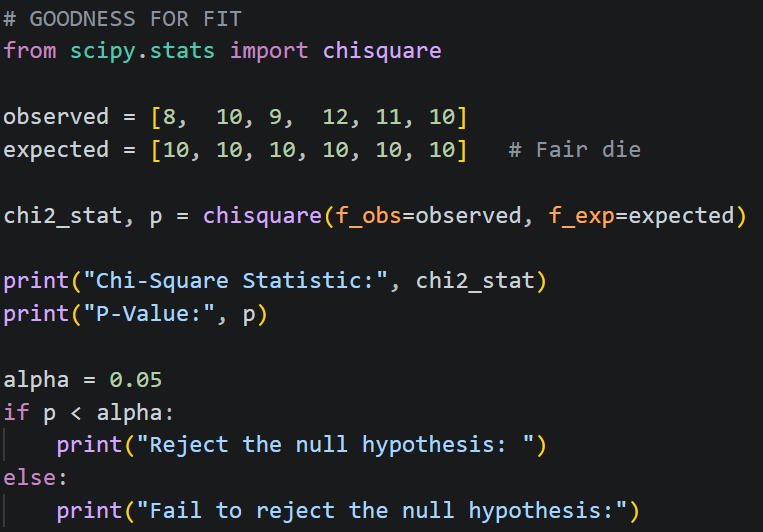 # GOODNESS FOR FIT
from scipy.stats import chisquare
observed = [8,  10, 9,  12, 11, 10]
expected = [10, 10, 10, 10, 10, 10]   # Fair die
chi2_stat, p = chisquare(f_obs=observed, f_exp=expected)
print("Chi-Square Statistic:", chi2_stat)
print("P-Value:", p)
alpha = 0.05
if p < alpha:
    print("Reject the null hypothesis: ")
else:
    print("Fail to reject the null hypothesis:")